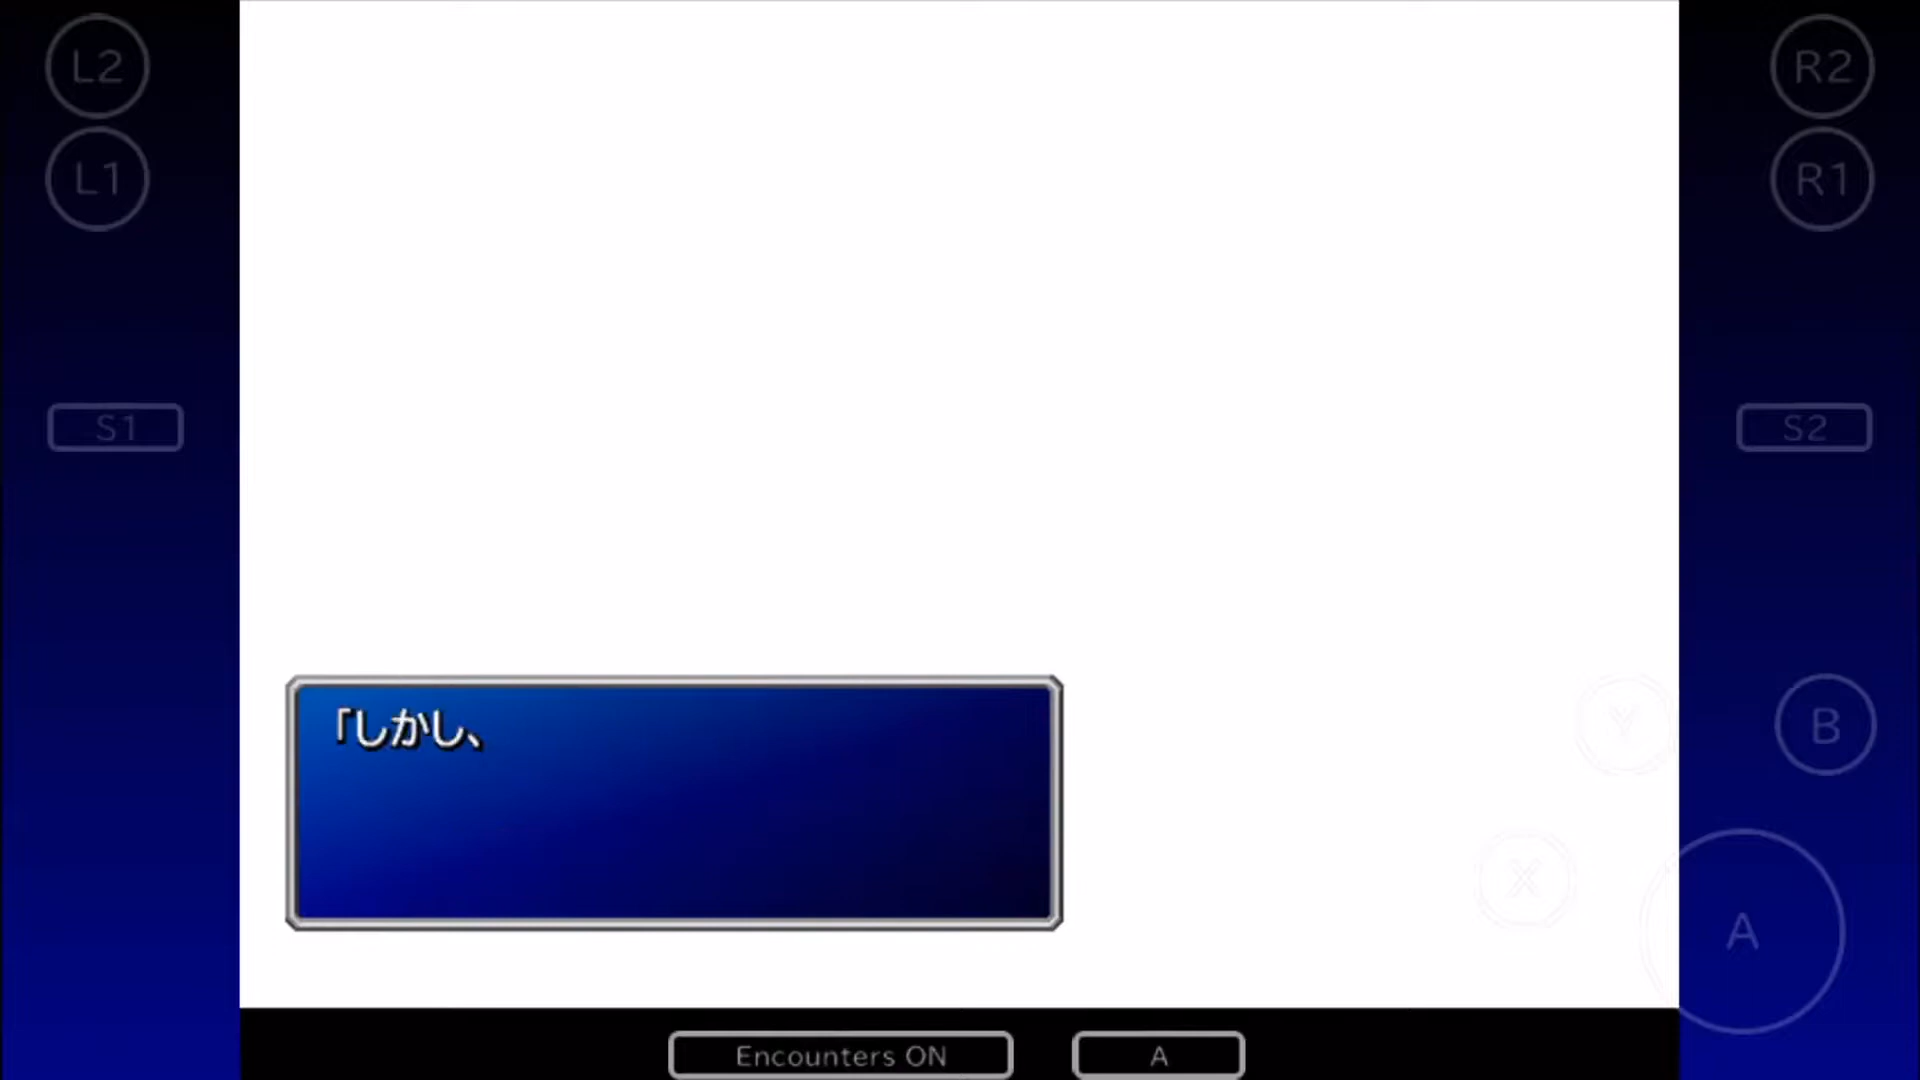 L2
R2
L1
R1
S1
S2
「しかし、
Y
B
X
A
Encounters ON
A